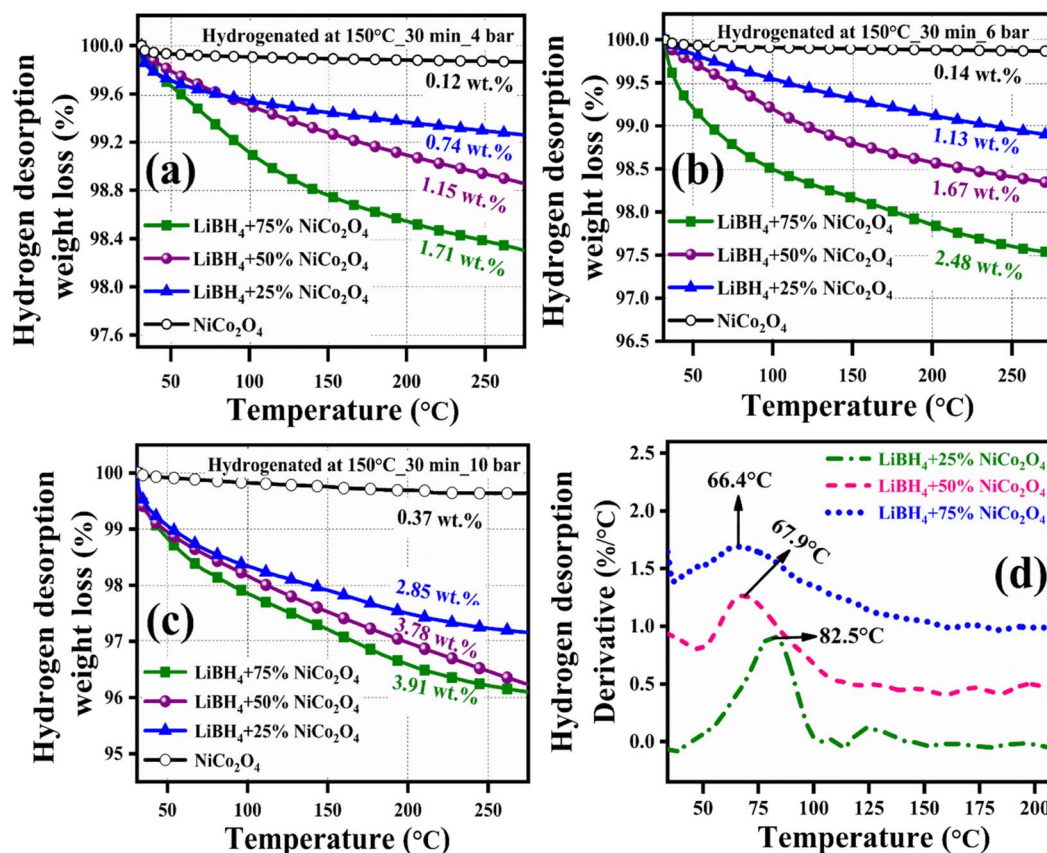 Hydrogen desorption
weight loss (%)
100.0
99.6
99.2
98.8
98.4
98.0
97.6
Hydrogenated at 150°C_30 min_4 bar
0.12 wt.%
0.74 wt.%
1.15 wt.%
1.71 wt.%
(a)
LiBH₄+75% NiCo₂O₄
LiBH₄+50% NiCo₂O₄
LiBH₄+25% NiCo₂O₄
NiCo₂O₄
50 100 150 200 250
Temperature (°C)
Hydrogen desorption
weight loss (%)
100.0
99.5
99.0
98.5
98.0
97.5
97.0
96.5
Hydrogenated at 150°C_30 min_6 bar
0.14 wt.%
1.13 wt.%
1.67 wt.%
2.48 wt.%
(b)
LiBH₄+75% NiCo₂O₄
LiBH₄+50% NiCo₂O₄
LiBH₄+25% NiCo₂O₄
NiCo₂O₄
50 100 150 200 250
Temperature (°C)
Hydrogen desorption
weight loss (%)
100
99
98
97
96
95
Hydrogenated at 150°C_30 min_10 bar
0.37 wt.%
2.85 wt.%
3.78 wt.%
3.91 wt.%
(c)
LiBH₄+75% NiCo₂O₄
LiBH₄+50% NiCo₂O₄
LiBH₄+25% NiCo₂O₄
NiCo₂O₄
50 100 150 200 250
Temperature (°C)
Hydrogen desorption
Derivative (%/°C)
2.5
2.0
1.5
1.0
0.5
0.0
LiBH₄+25% NiCo₂O₄
LiBH₄+50% NiCo₂O₄
LiBH₄+75% NiCo₂O₄
66.4°C
67.9°C
82.5°C
(d)
50 75 100 125 150 175 200
Temperature (°C)